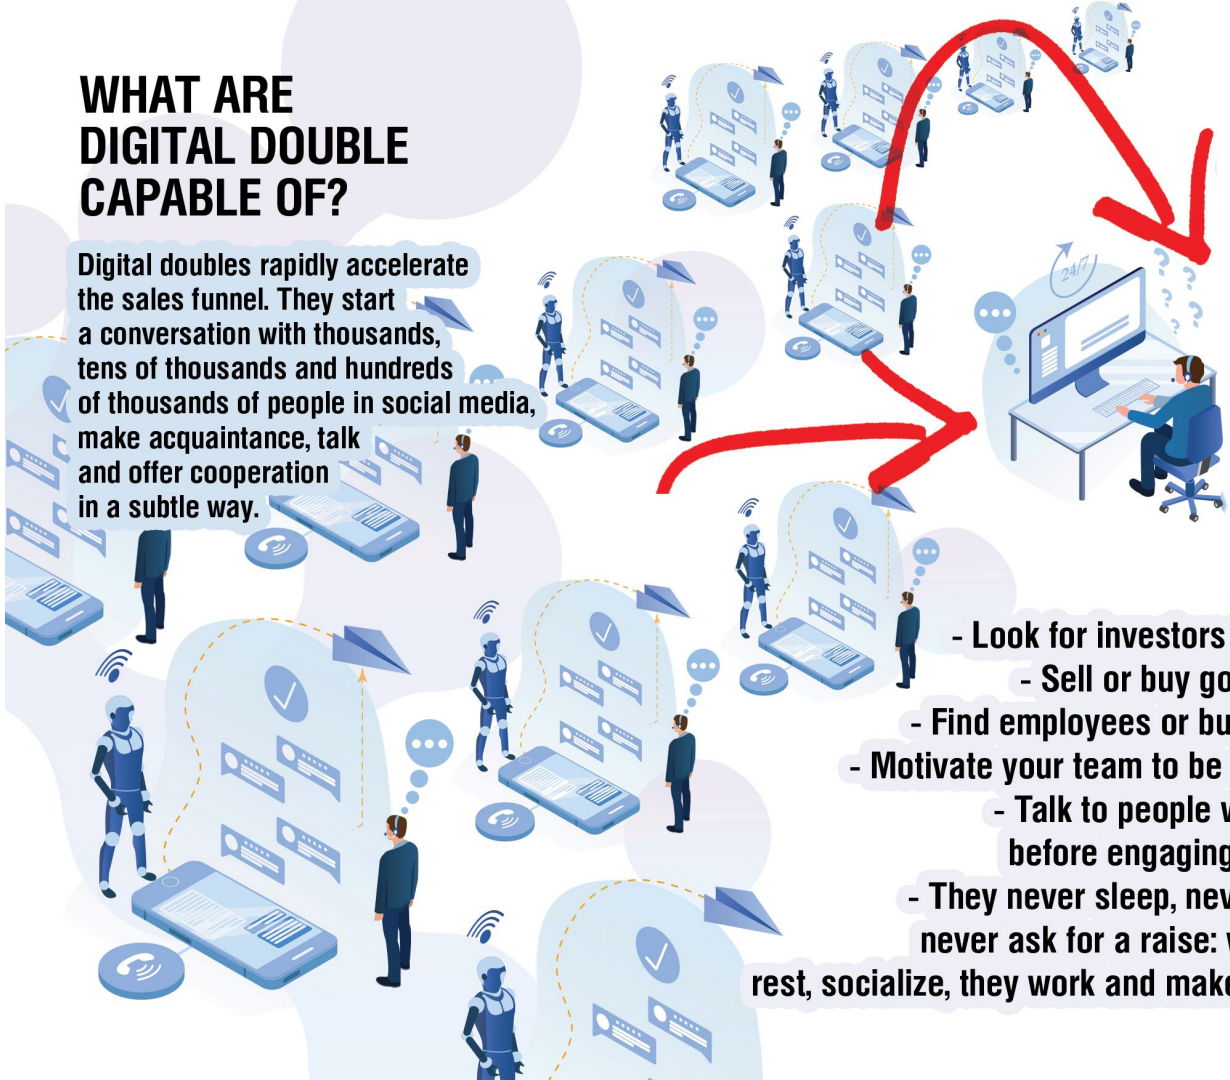 WHAT ARE
DIGITAL DOUBLE
CAPABLE OF?
Digital doubles rapidly accelerate
the sales funnel. They start
a conversation with thousands,
tens of thousands and hundreds
of thousands of people in social media,
make acquaintance, talk
and offer cooperation
in a subtle way.
24/7
- Look for investors
- Sell or buy
- Find employees or
- Motivate your team to be
- Talk to people
before engaging
- They never sleep,
never ask for a raise:
rest, socialize, they work and make